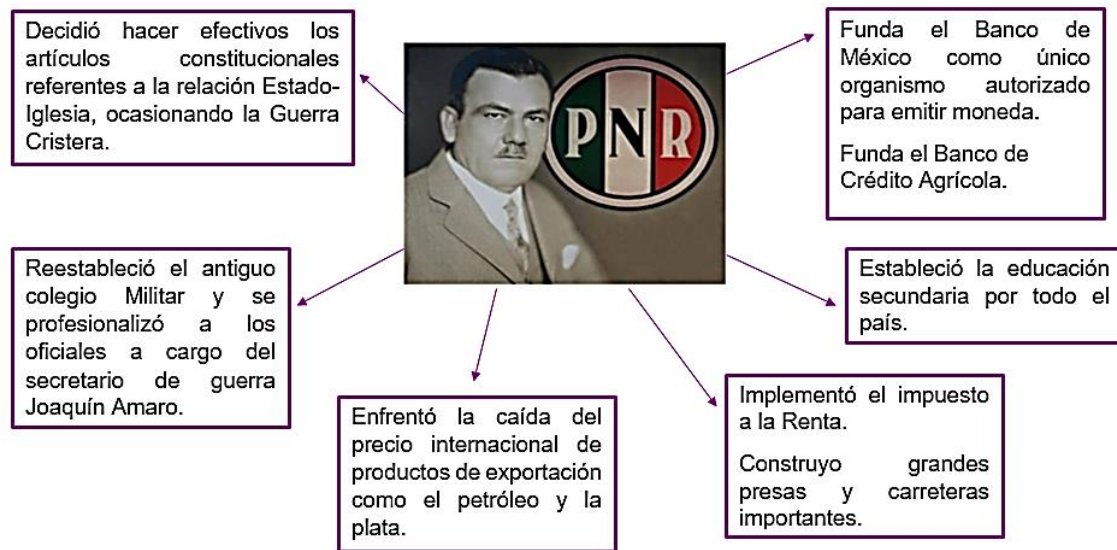 Decidió hacer efectivos los
artículos constitucionales
referentes a la relación Estado-
Iglesia, ocasionando la Guerra
Cristera.
PNR
Funda el Banco de
México como único
organismo autorizado
para emitir moneda.
Funda el Banco de
Crédito Agrícola.
Reestableció el antiguo
colegio Militar y se
profesionalizó a los
oficiales a cargo del
secretario de guerra
Joaquín Amaro.
Estableció la educación
secundaria por todo el
país.
Enfrentó la caída del
precio internacional de
productos de exportación
como el petróleo y la
plata.
Implementó el impuesto
a la Renta.
Construyo grandes
presas y carreteras
importantes.